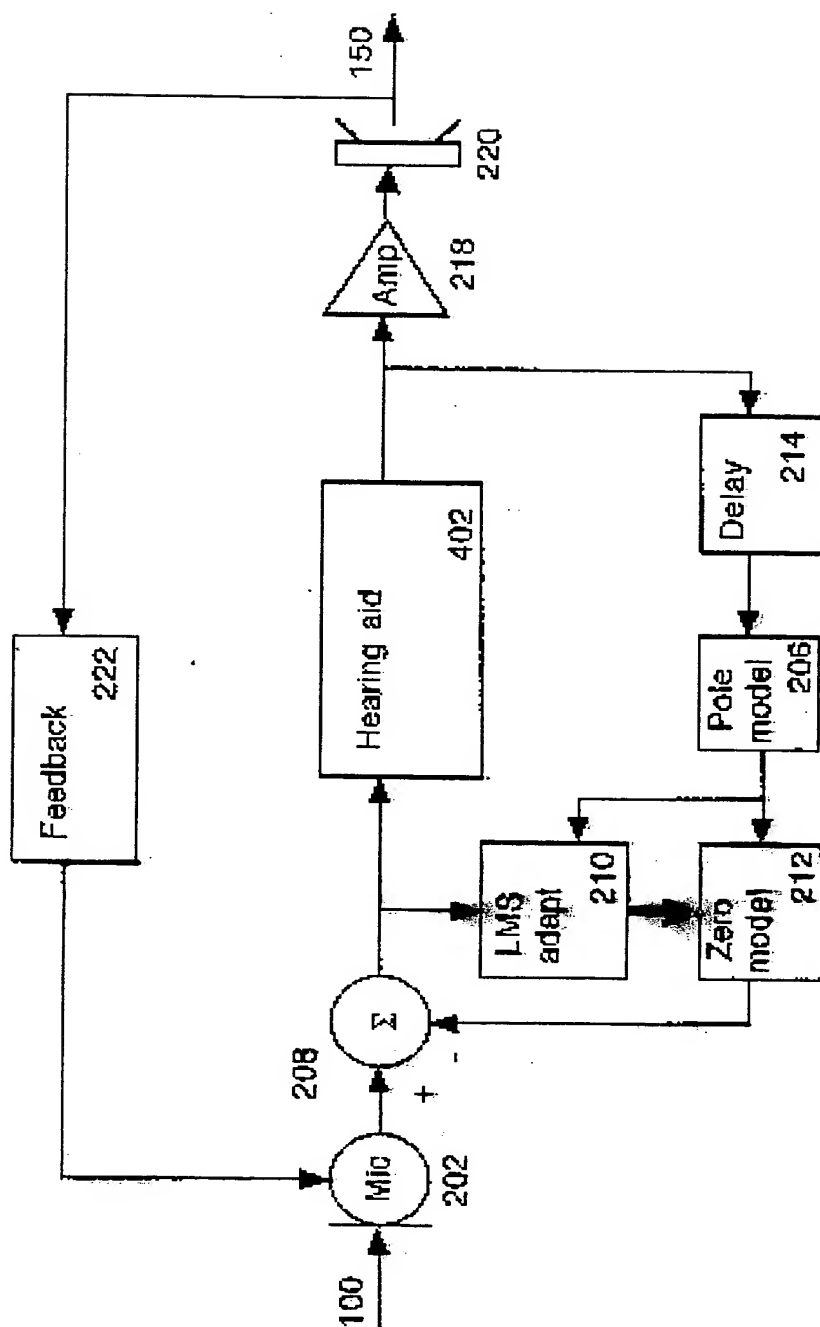 Feedback
222
100
Mic
202
208
Σ
+
-
Hearing aid
402
Amp
218
220
150
LMS
adapt
210
Zero
model
212
Pole
model
206
Delay
214